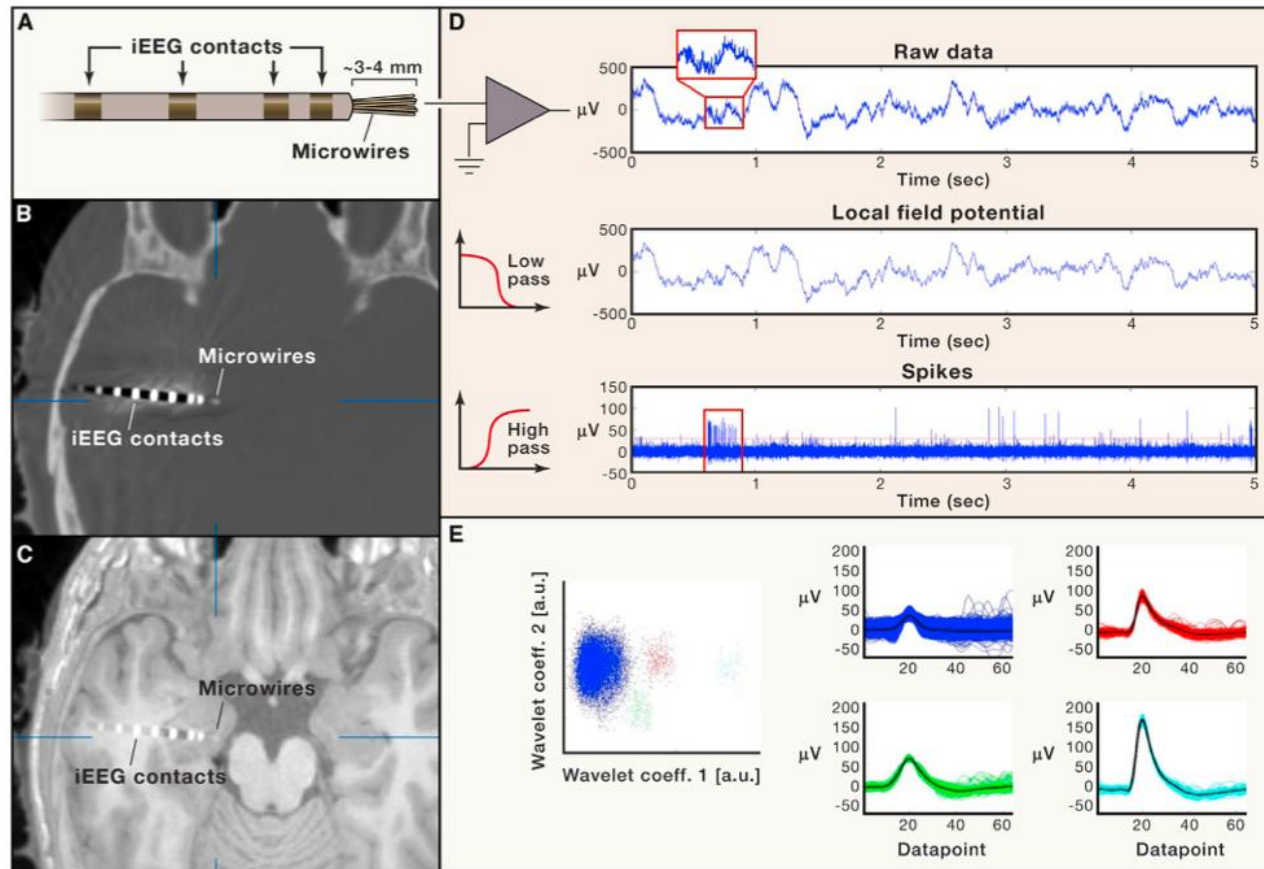 A
iEEG contacts
~3-4 mm
Microwires
B
Microwires
iEEG contacts
C
Microwires
iEEG contacts
D
Raw data
500
0
-500
μV
0 1 2 3 4 5
Time (sec)
Local field potential
Low
pass
500
0
-500
μV
0 1 2 3 4 5
Time (sec)
Spikes
High
pass
150
100
50
0
-50
μV
0 1 2 3 4 5
Time (sec)
E
Wavelet coeff. 2 [a.u.]
Wavelet coeff. 1 [a.u.]
200
150
100
50
0
-50
μV
20 40 60
200
150
100
50
0
-50
μV
20 40 60
200
150
100
50
0
-50
μV
20 40 60
Datapoint
200
150
100
50
0
-50
μV
20 40 60
Datapoint